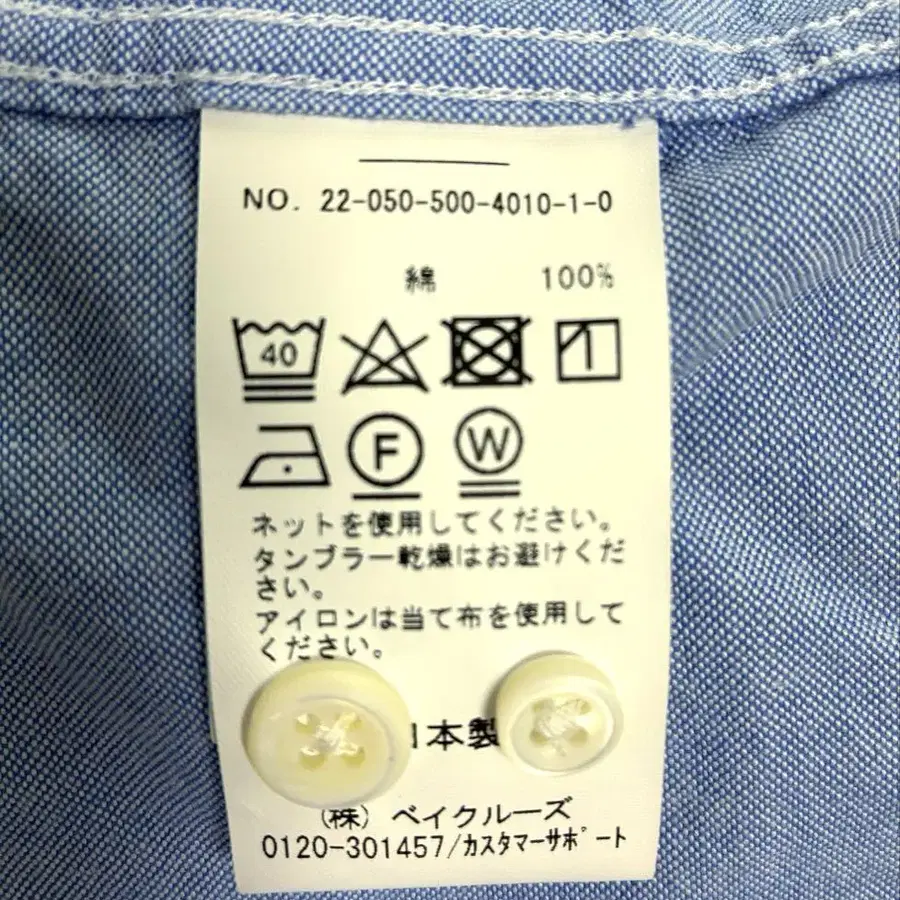 NO. 22-050-500-4010-1-0
綿 100%
40
F W
ネットを使用してください。
タンブラー乾燥はお避けくだ
さい。
アイロンは当て布を使用して
ください。
日本製
(株) ベイクルーズ
0120-301457/カスタマーサポート